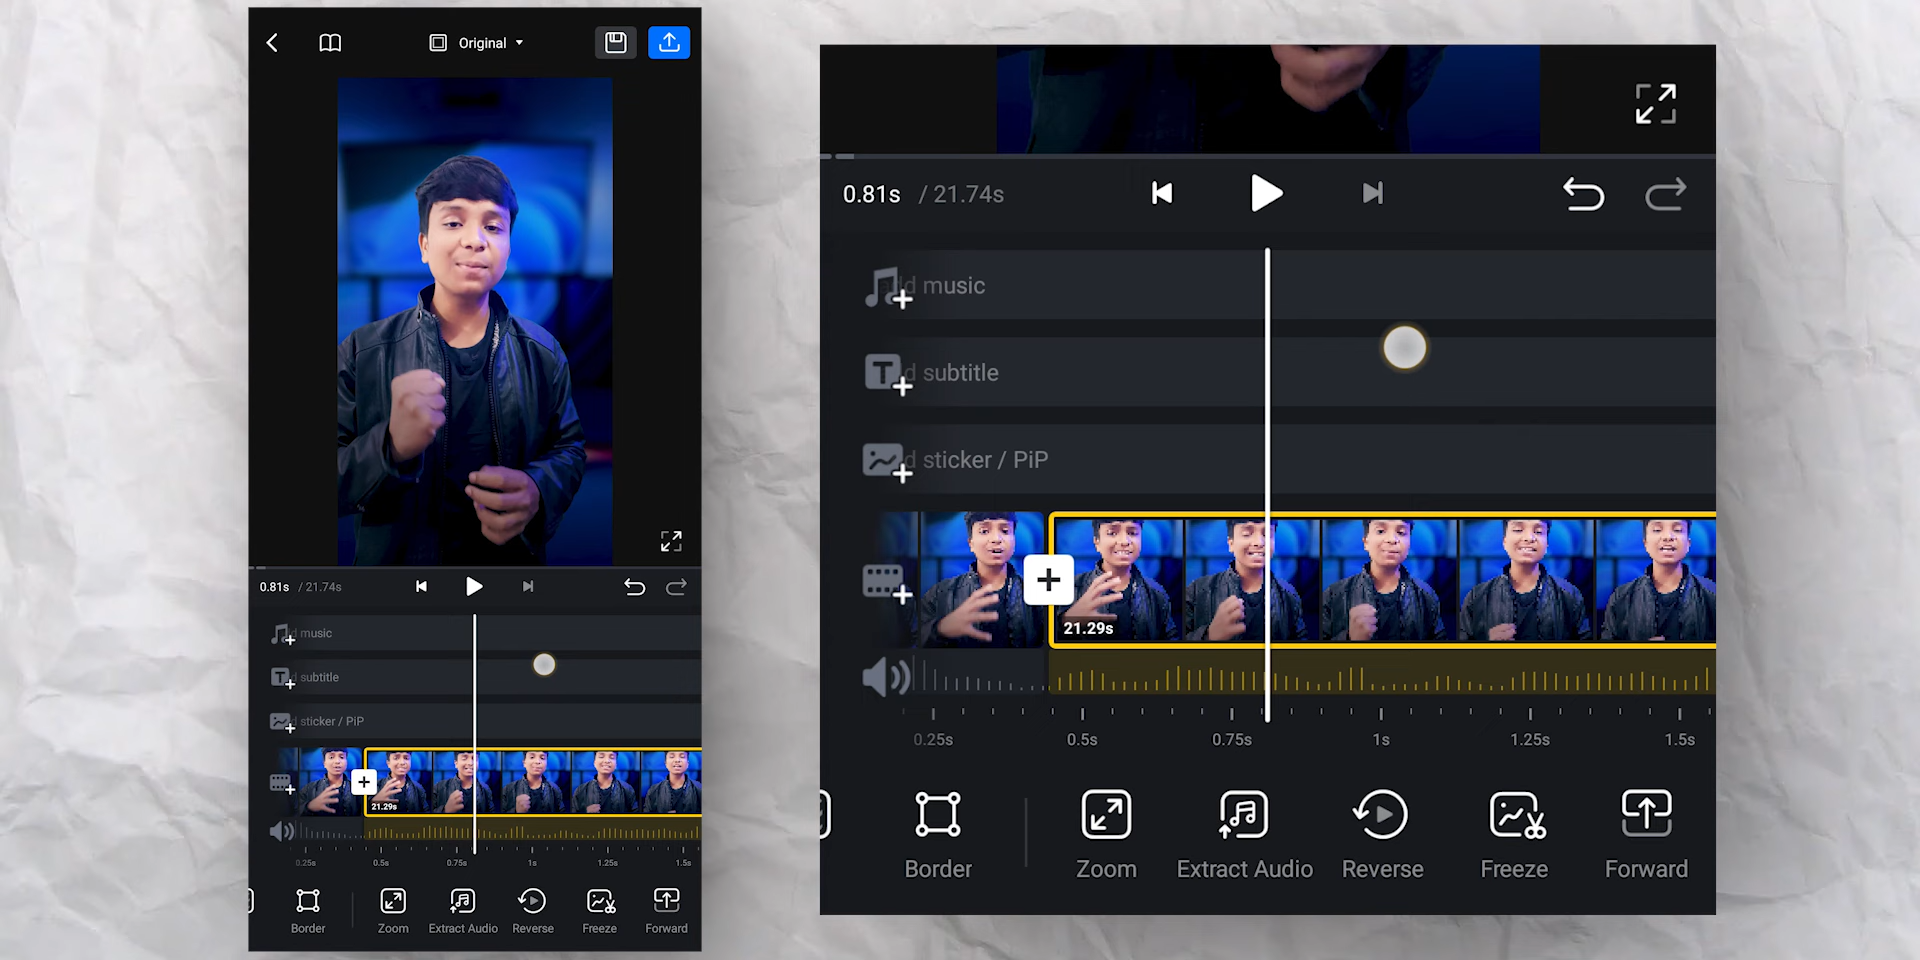 Original
0.81s / 21.74s
d music
d subtitle
d sticker / PiP
21.29s
0.25s 0.5s 0.75s 1s 1.25s 1.5s
Border Zoom Extract Audio Reverse Freeze Forward
0.81s / 21.74s
d music
d subtitle
d sticker / PiP
21.29s
0.25s 0.5s 0.75s 1s 1.25s 1.5s
Border Zoom Extract Audio Reverse Freeze Forward